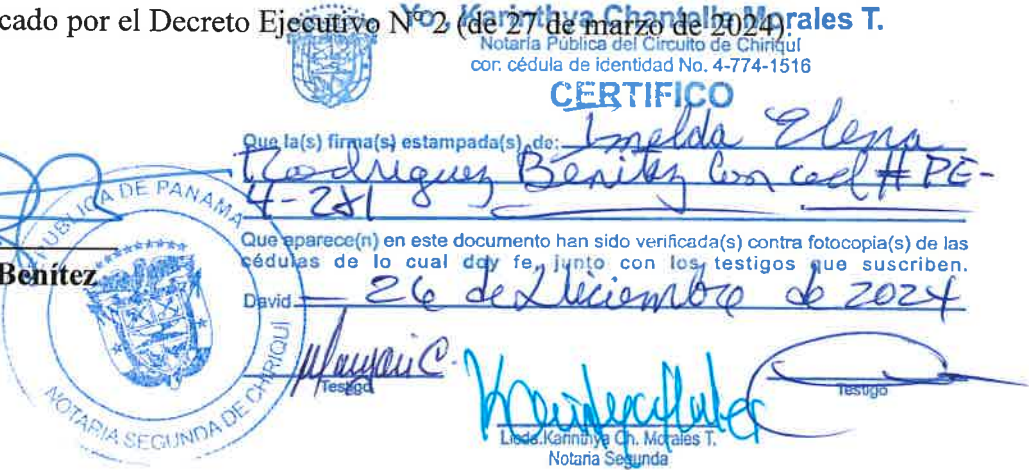 cado por el Decreto Ejecutivo N° 2 (de 27 de marzo de 2024).
Yo, Karinthya Chantelle Morales T.
Notaría Pública del Circuito de Chiriquí
con cédula de identidad No. 4-774-1516
CERTIFICO
Que la(s) firma(s) estampada(s) de: Imelda Elena
Rodriguez Benitez con ced # PE-
4-281
Que aparece(n) en este documento han sido verificada(s) contra fotocopia(s) de las
cédulas de lo cual doy fe, junto con los testigos que suscriben.
Benítez
David 26 de Diciembre de 2024
Testigo
Testigo
Licda. Karinthya Ch. Morales T.
Notaria Segunda
REPUBLICA DE PANAMA
NOTARIA SEGUNDA DE CHIRIQUI